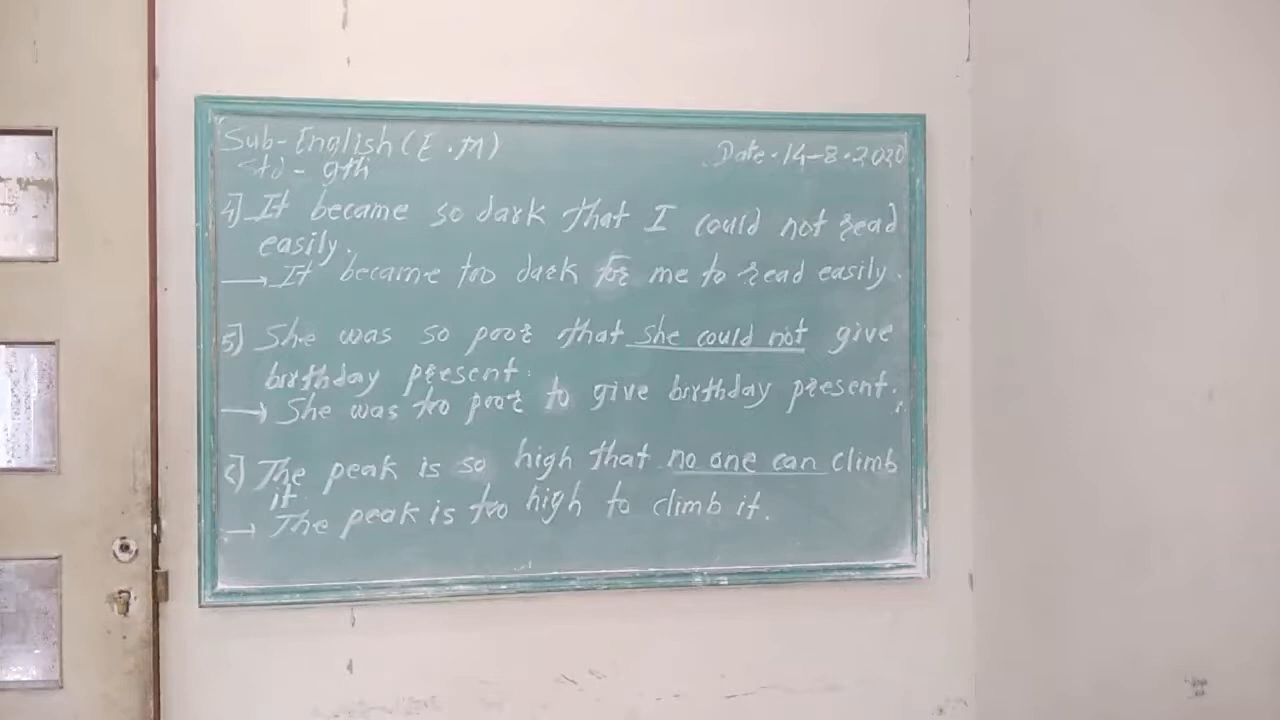 Sub-English (E.M)
Date.14-8.2020
Std - 9th
4] It became so dark that I could not read
easily.
→ It became too dark for me to read easily.
5] She was so poor that she could not give
birthday present.
→ She was too poor to give birthday present.
6] The peak is so high that no one can climb
it.
→ The peak is too high to climb it.